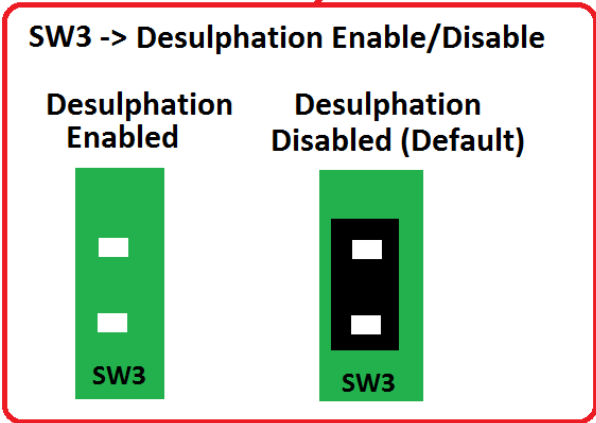 SW3 -> Desulphation Enable/Disable
Desulphation
Enabled
Desulphation
Disabled (Default)
SW3
SW3